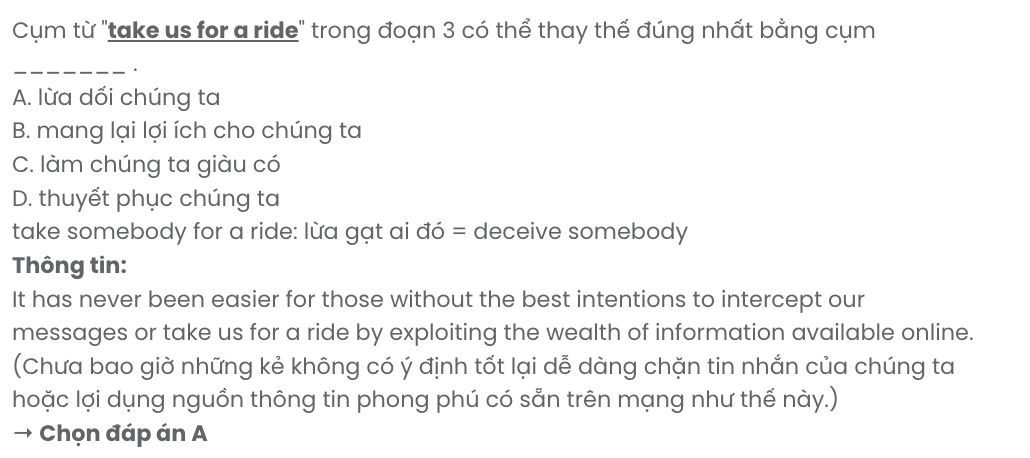 Cụm từ "take us for a ride" trong đoạn 3 có thể thay thế đúng nhất bằng cụm
_______ .
A. lừa dối chúng ta
B. mang lại lợi ích cho chúng ta
C. làm chúng ta giàu có
D. thuyết phục chúng ta
take somebody for a ride: lừa gạt ai đó = deceive somebody
Thông tin:
It has never been easier for those without the best intentions to intercept our
messages or take us for a ride by exploiting the wealth of information available online.
(Chưa bao giờ những kẻ không có ý định tốt lại dễ dàng chặn tin nhắn của chúng ta
hoặc lợi dụng nguồn thông tin phong phú có sẵn trên mạng như thế này.)
→ Chọn đáp án A